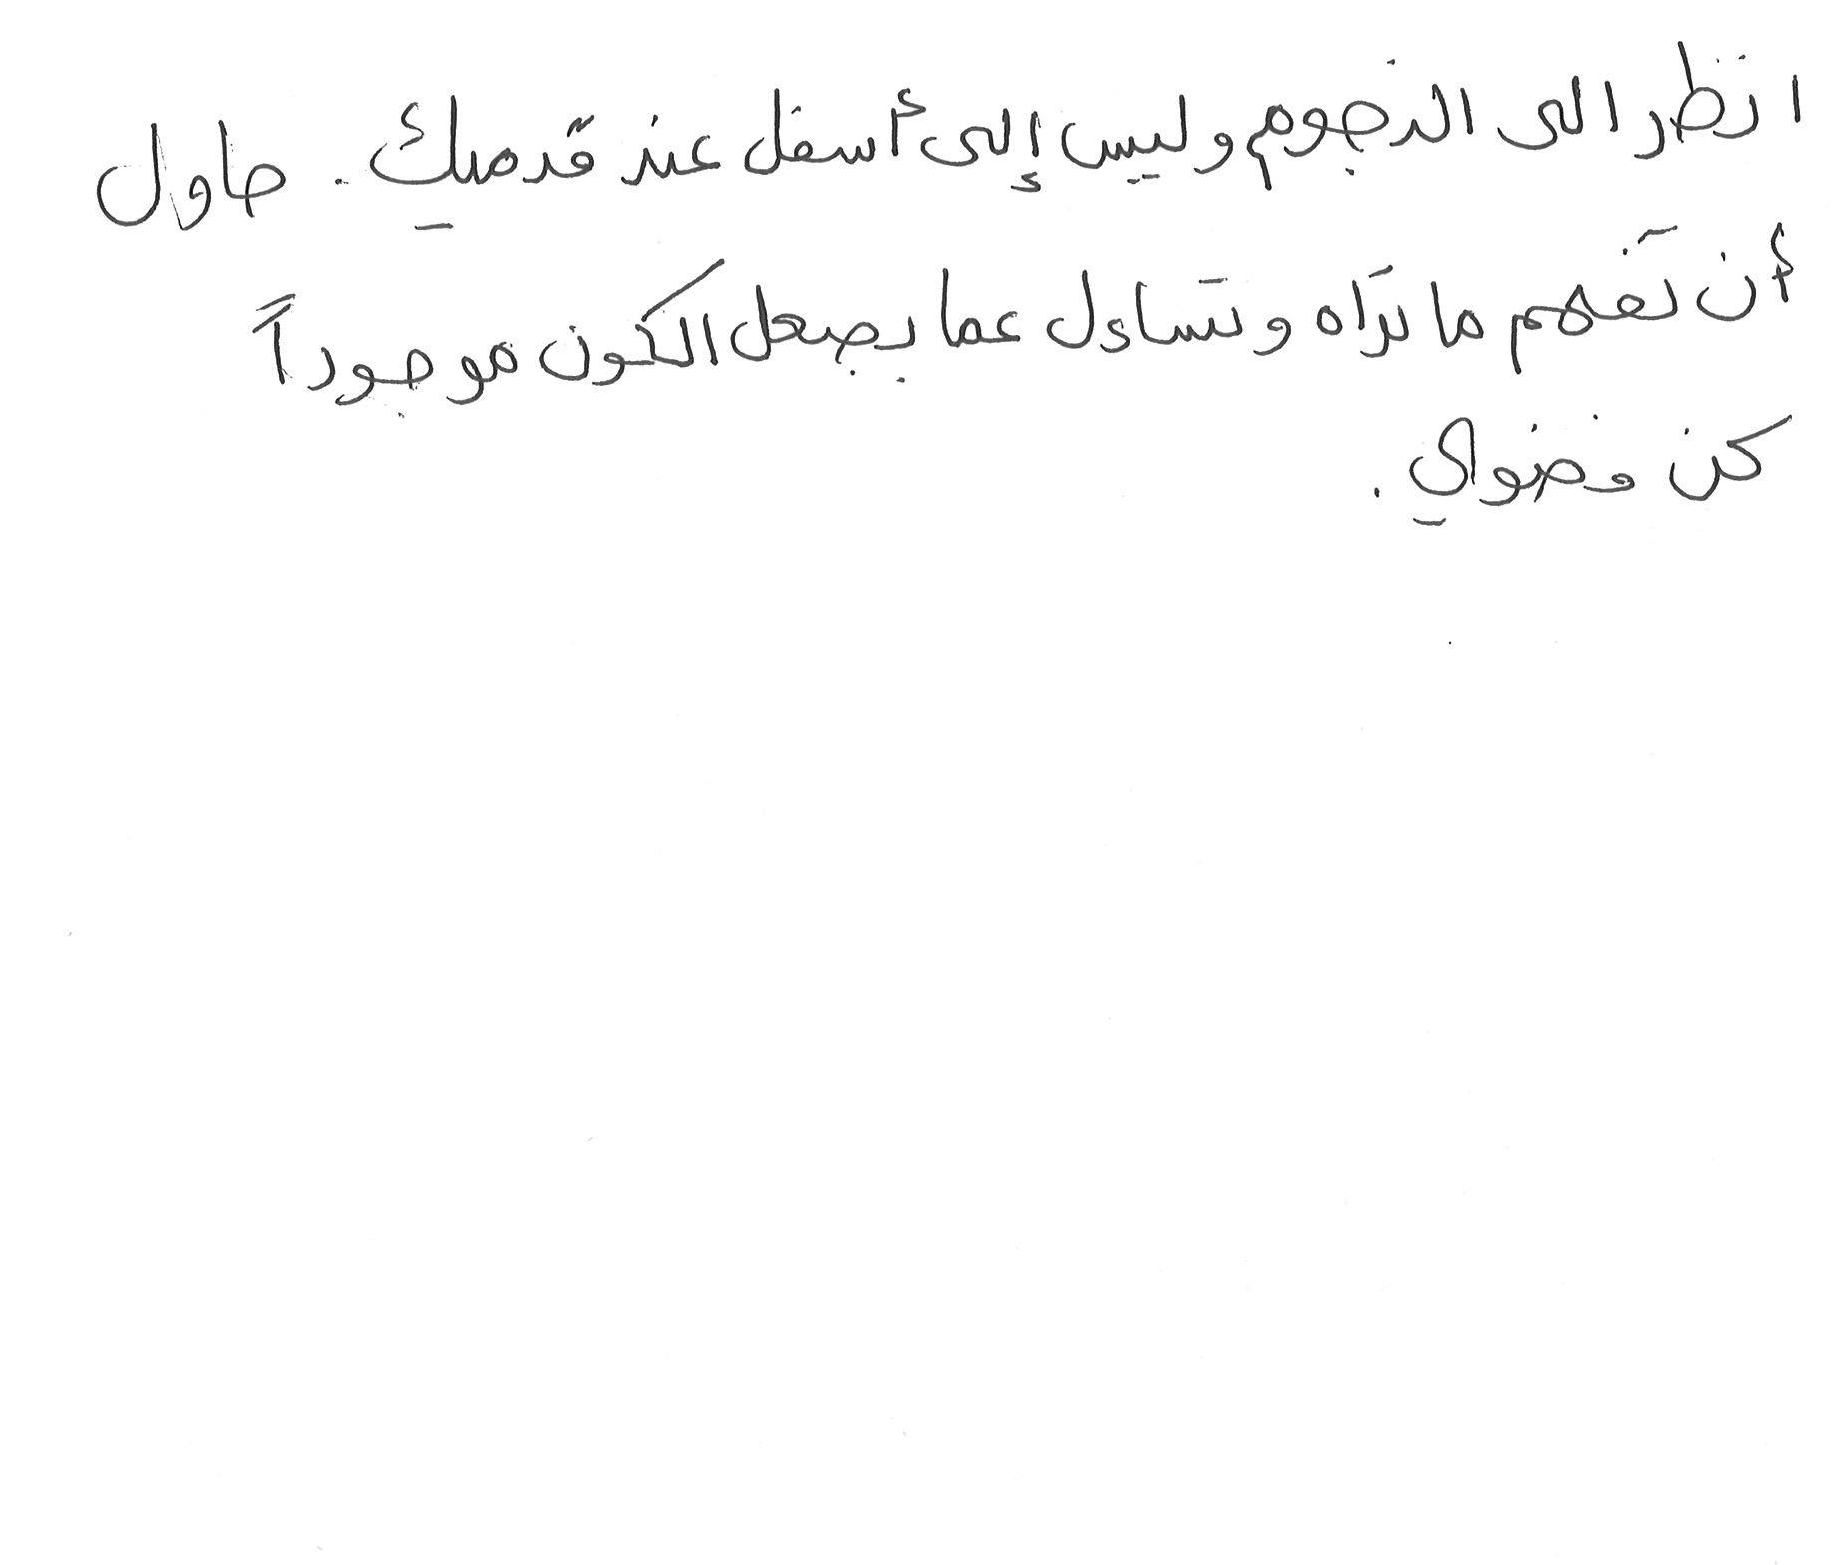 انظر الى النجوم وليس إلى أسفل عند قدميك. حاول
أن تفهم ما تراه وتتساءل عما يجعل الكون موجوداً
كن فضولي.